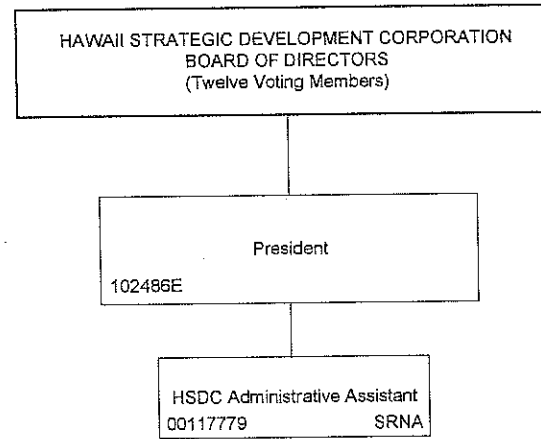 HAWAII STRATEGIC DEVELOPMENT CORPORATION
BOARD OF DIRECTORS
(Twelve Voting Members)
President
102486E
HSDC Administrative Assistant
00117779 SRNA